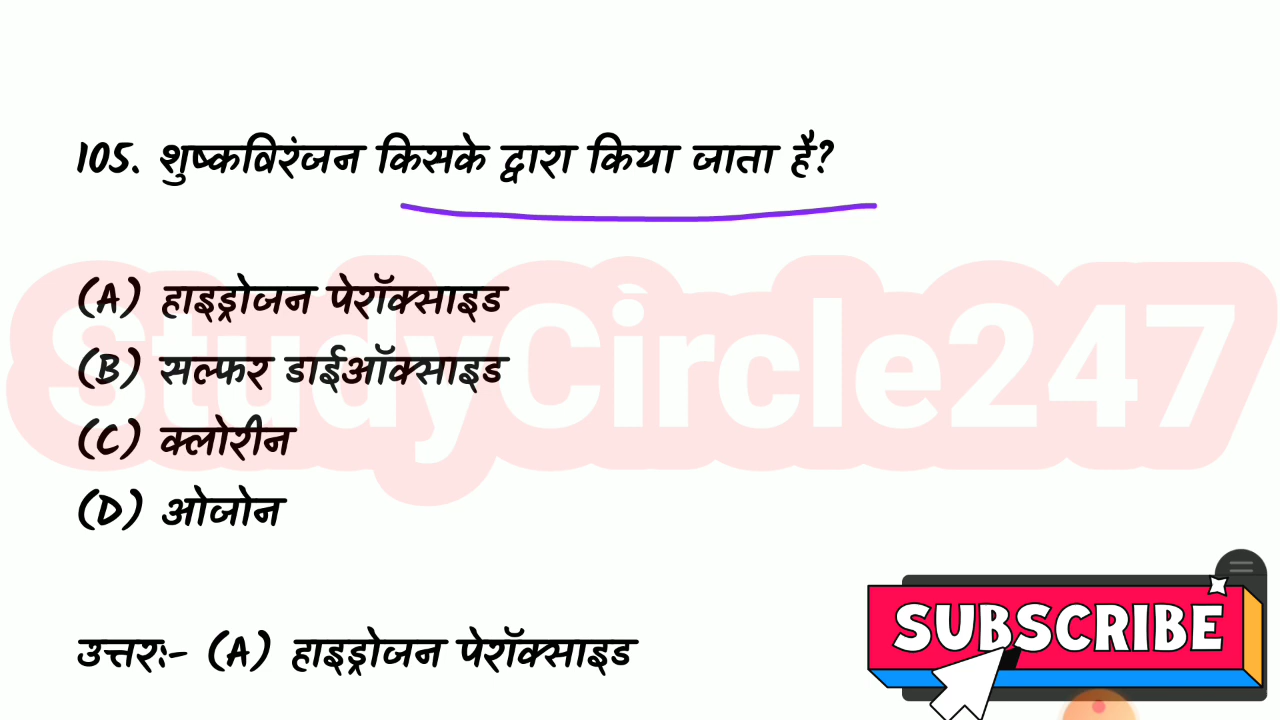 105. शुष्कविरंजन किसके द्वारा किया जाता है?
(A) हाइड्रोजन पेरॉक्साइड
(B) सल्फर डाईऑक्साइड
StudyCircle247
(C) क्लोरीन
(D) ओजोन
SUBSCRIBE
उत्तरः- (A) हाइड्रोजन पेरॉक्साइड